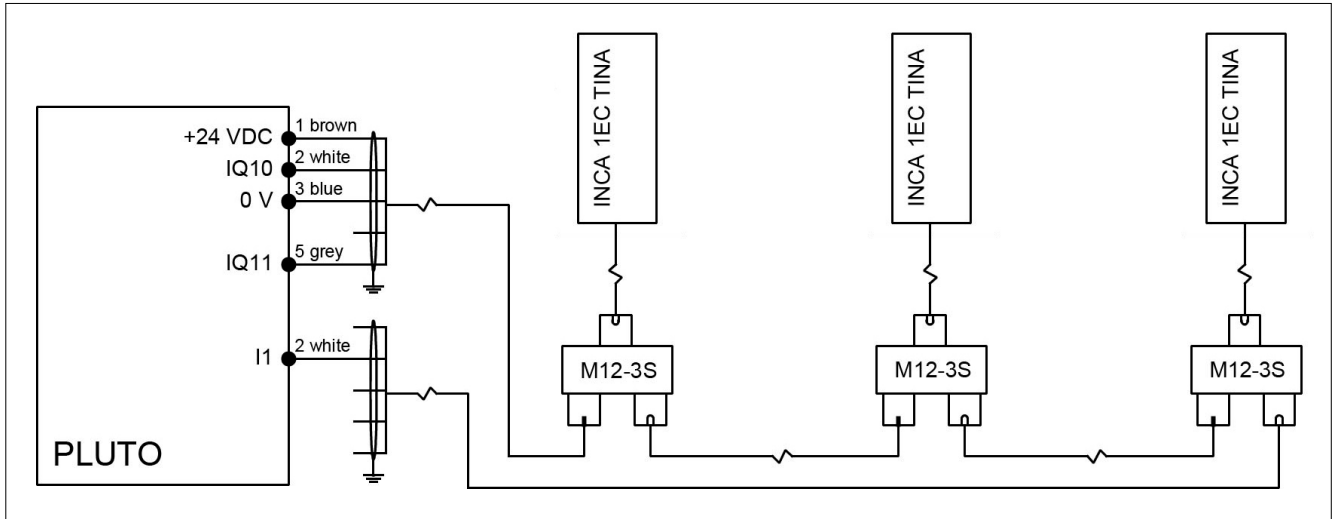 +24 VDC
1 brown
IQ10
2 white
0 V
3 blue
IQ11
5 grey
I1
2 white
PLUTO
INCA 1EC TINA
INCA 1EC TINA
INCA 1EC TINA
M12-3S
M12-3S
M12-3S